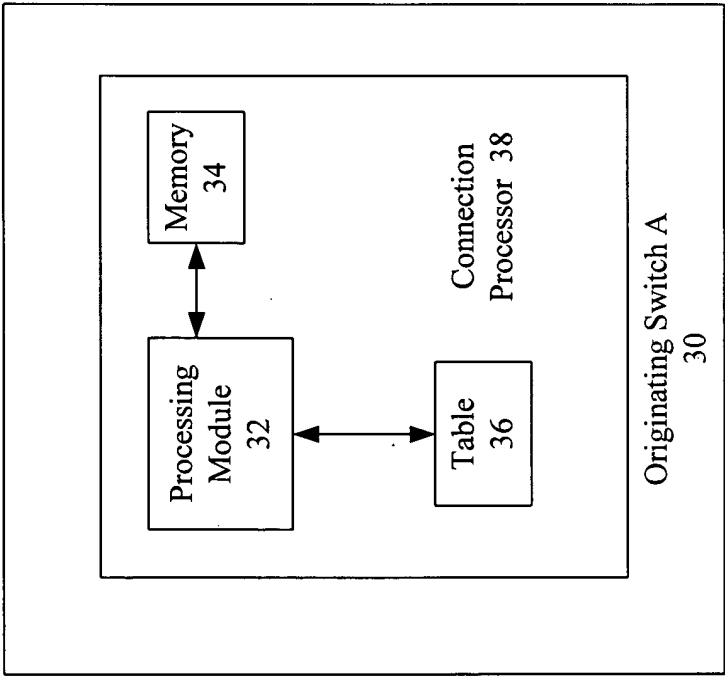 Processing
Module
32
Memory
34
Table
36
Connection
Processor 38
Originating Switch A
30